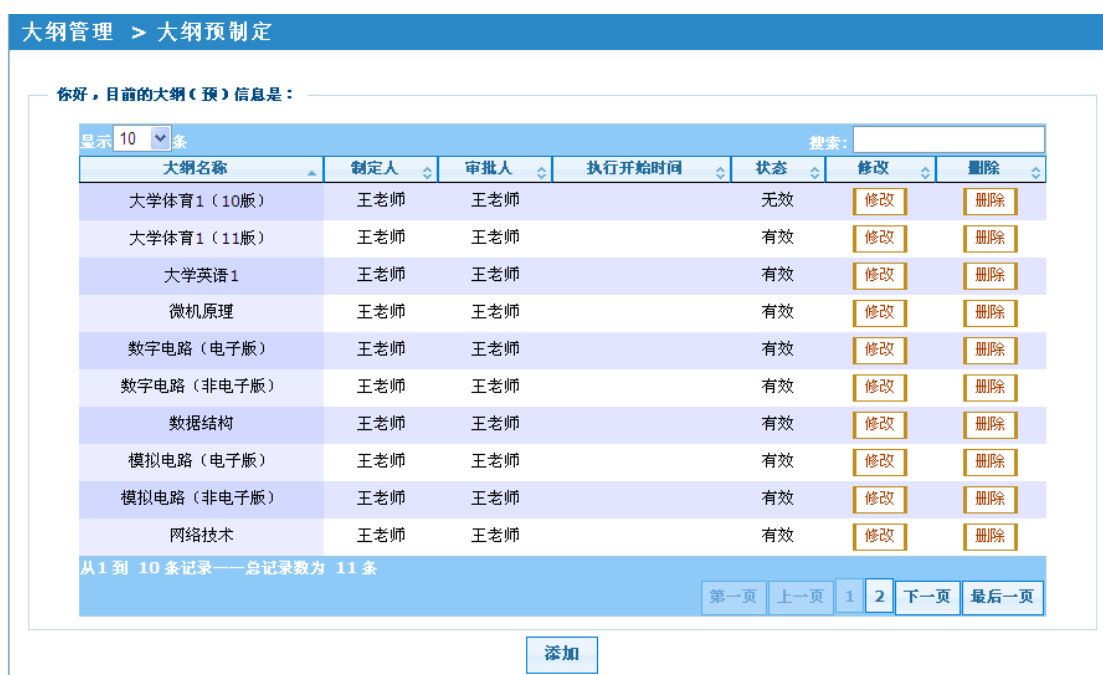 大纲管理 > 大纲预制定
你好，目前的大纲（预）信息是：
显示 10 条 搜索：
大纲名称 制定人 审批人 执行开始时间 状态 修改 删除
大学体育1（10版） 王老师 王老师 无效 修改 删除
大学体育1（11版） 王老师 王老师 有效 修改 删除
大学英语1 王老师 王老师 有效 修改 删除
微机原理 王老师 王老师 有效 修改 删除
数字电路（电子版） 王老师 王老师 有效 修改 删除
数字电路（非电子版） 王老师 王老师 有效 修改 删除
数据结构 王老师 王老师 有效 修改 删除
模拟电路（电子版） 王老师 王老师 有效 修改 删除
模拟电路（非电子版） 王老师 王老师 有效 修改 删除
网络技术 王老师 王老师 有效 修改 删除
从1 到 10 条记录——总记录数为 11 条
第一页 上一页 1 2 下一页 最后一页
添加